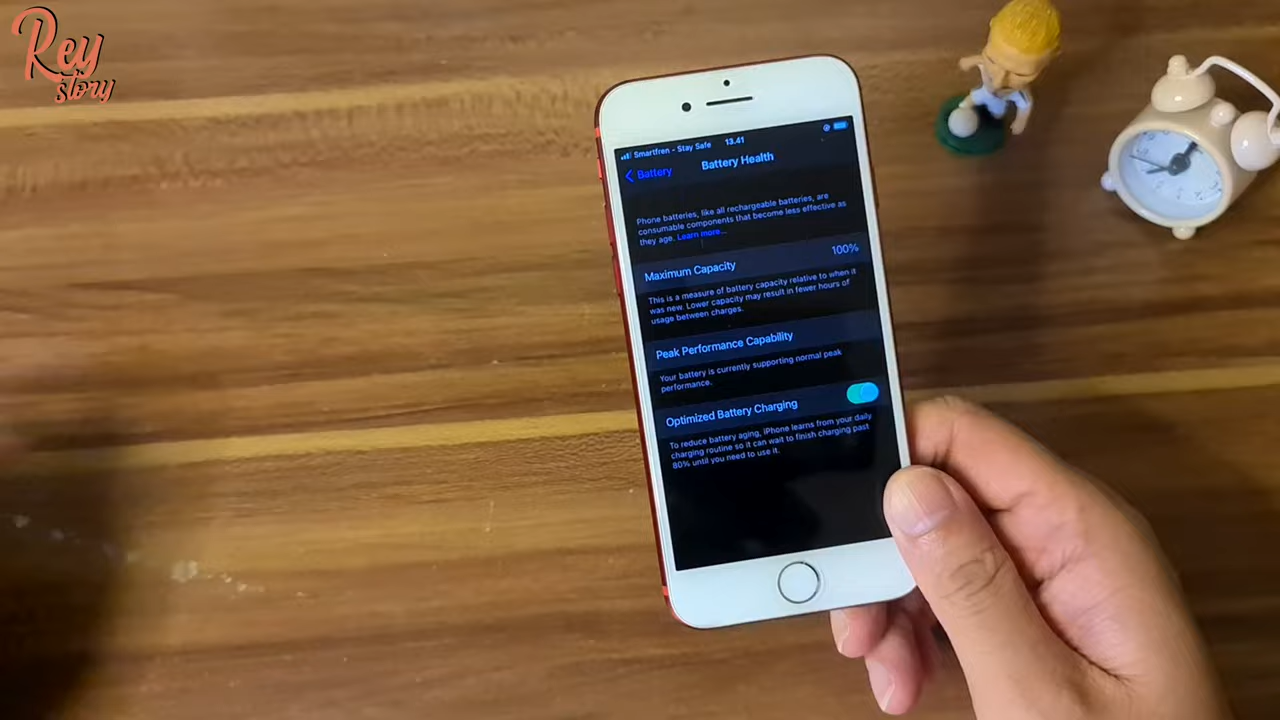 Rey
story
Smartfren - Stay Safe 13.41
Battery Battery Health
Phone batteries, like all rechargeable batteries, are
consumable components that become less effective as
they age. Learn more...
Maximum Capacity 100%
This is a measure of battery capacity relative to when it
was new. Lower capacity may result in fewer hours of
usage between charges.
Peak Performance Capability
Your battery is currently supporting normal peak
performance.
Optimized Battery Charging
To reduce battery aging, iPhone learns from your daily
charging routine so it can wait to finish charging past
80% until you need to use it.